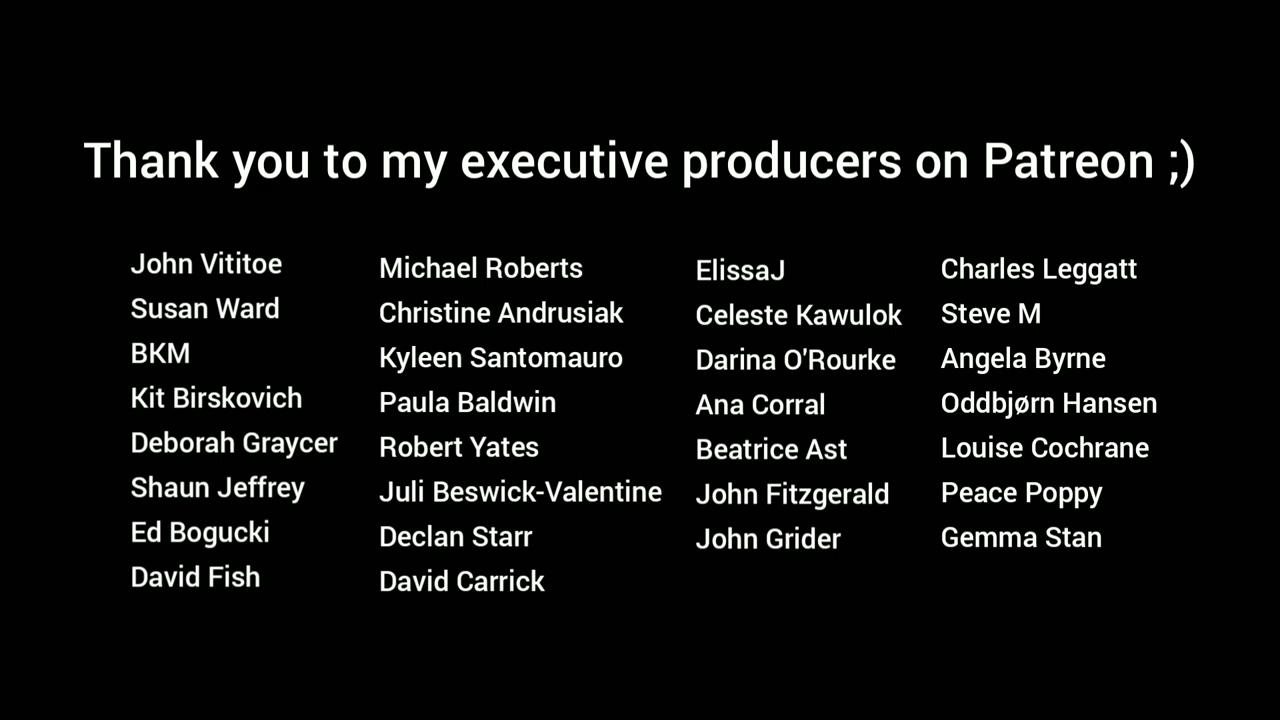 Thank you to my executive producers on Patreon ;)
John Vititoe
Susan Ward
BKM
Kit Birskovich
Deborah Graycer
Shaun Jeffrey
Ed Bogucki
David Fish
Michael Roberts
Christine Andrusiak
Kyleen Santomauro
Paula Baldwin
Robert Yates
Juli Beswick-Valentine
Declan Starr
David Carrick
ElissaJ
Celeste Kawulok
Darina O'Rourke
Ana Corral
Beatrice Ast
John Fitzgerald
John Grider
Charles Leggatt
Steve M
Angela Byrne
Oddbjørn Hansen
Louise Cochrane
Peace Poppy
Gemma Stan